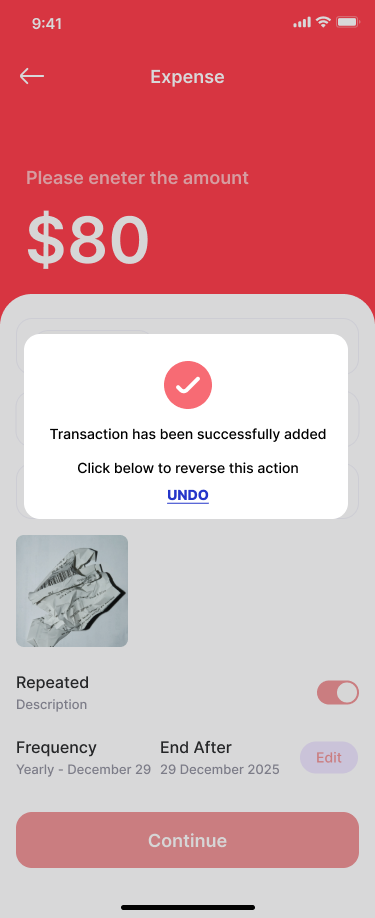 9:41
Expense
Please eneter the amount
$80
Transaction has been successfully added
Click below to reverse this action
UNDO
Repeated
Description
Frequency
End After
Yearly - December 29
29 December 2025
Edit
Continue